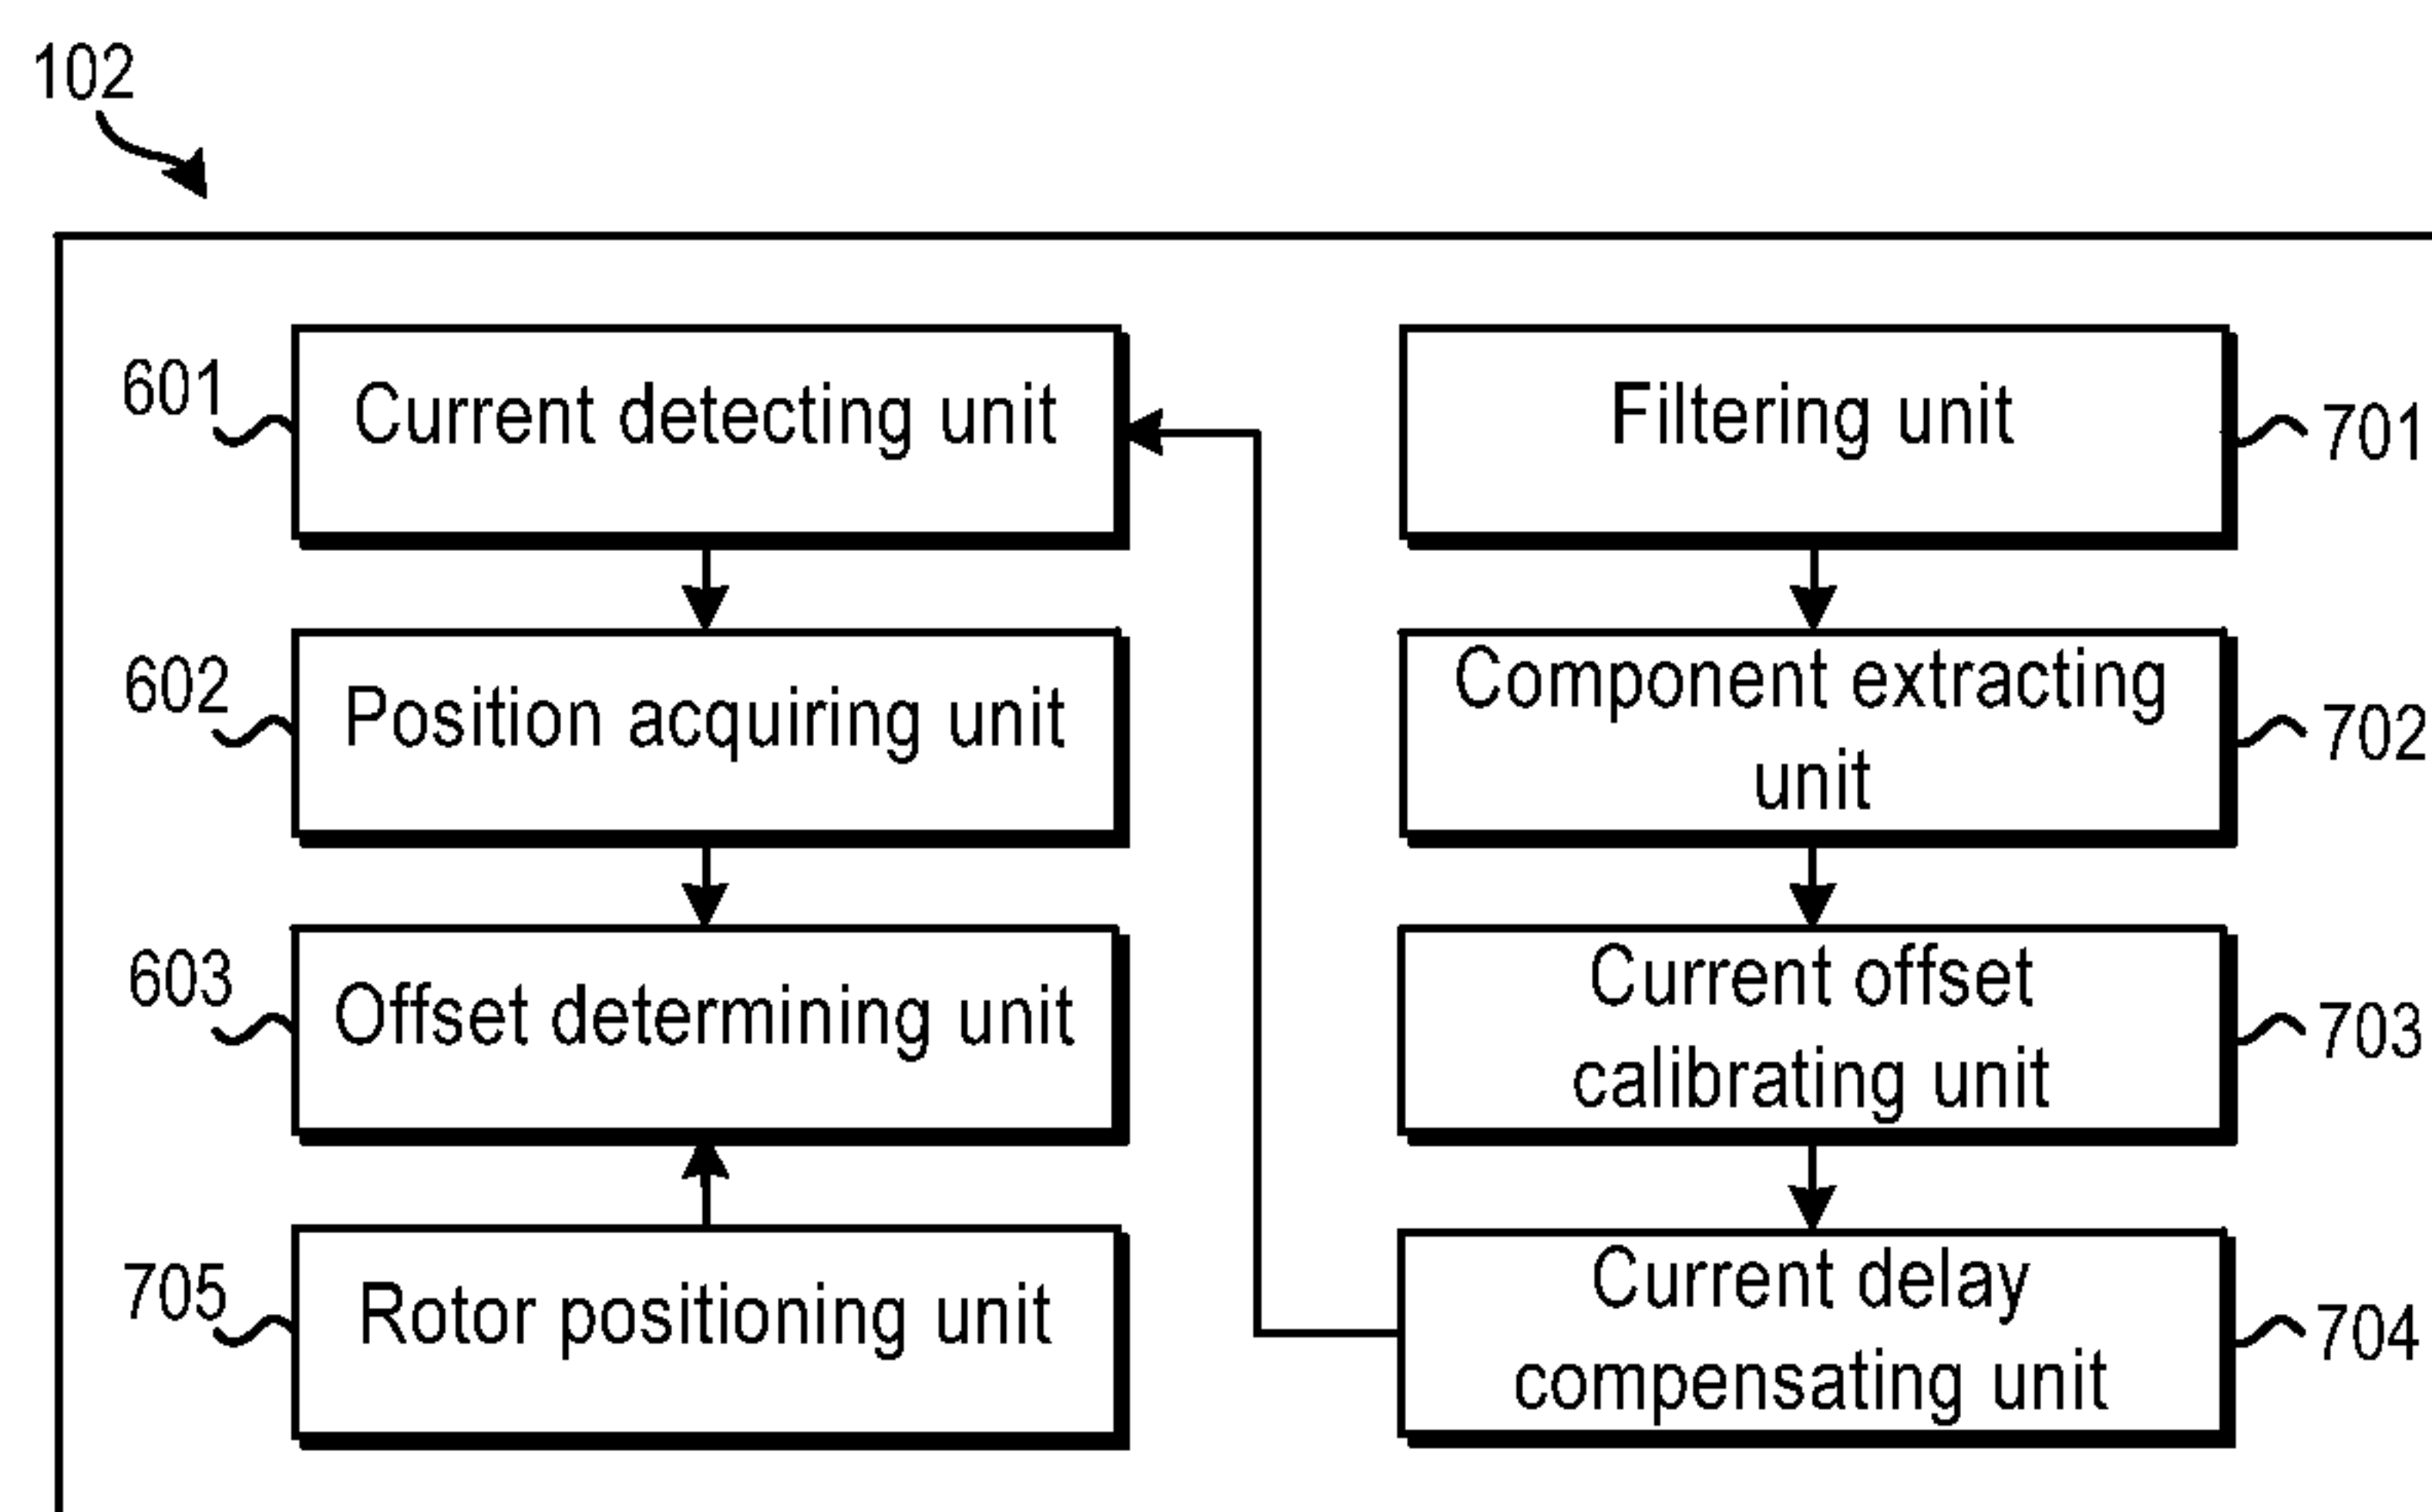 102
601
Current detecting unit
Filtering unit
701
602
Position acquiring unit
Component extracting
unit
702
603
Offset determining unit
Current offset
calibrating unit
703
705
Rotor positioning unit
Current delay
compensating unit
704